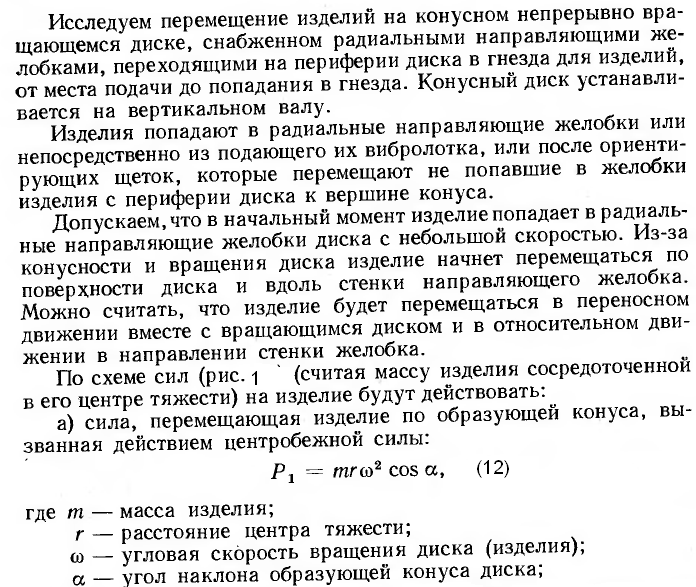 Исследуем перемещение изделий на конусном непрерывно вра-
щающемся диске, снабженном радиальными направляющими же-
лобками, переходящими на периферии диска в гнезда для изделий,
от места подачи до попадания в гнезда. Конусный диск устанавли-
вается на вертикальном валу.
Изделия попадают в радиальные направляющие желобки или
непосредственно из подающего их вибролотка, или после ориенти-
рующих щеток, которые перемещают не попавшие в желобки
изделия с периферии диска к вершине конуса.
Допускаем, что в начальный момент изделие попадает в радиаль-
ные направляющие желобки диска с небольшой скоростью. Из-за
конусности и вращения диска изделие начнет перемещаться по
поверхности диска и вдоль стенки направляющего желобка.
Можно считать, что изделие будет перемещаться в переносном
движении вместе с вращающимся диском и в относительном дви-
жении в направлении стенки желобка.
По схеме сил (рис. 1 (считая массу изделия сосредоточенной
в его центре тяжести) на изделие будут действовать:
а) сила, перемещающая изделие по образующей конуса, вы-
званная действием центробежной силы:
P₁ = mrω² cos α, (12)
где m — масса изделия;
r — расстояние центра тяжести;
ω — угловая скорость вращения диска (изделия);
α — угол наклона образующей конуса диска;